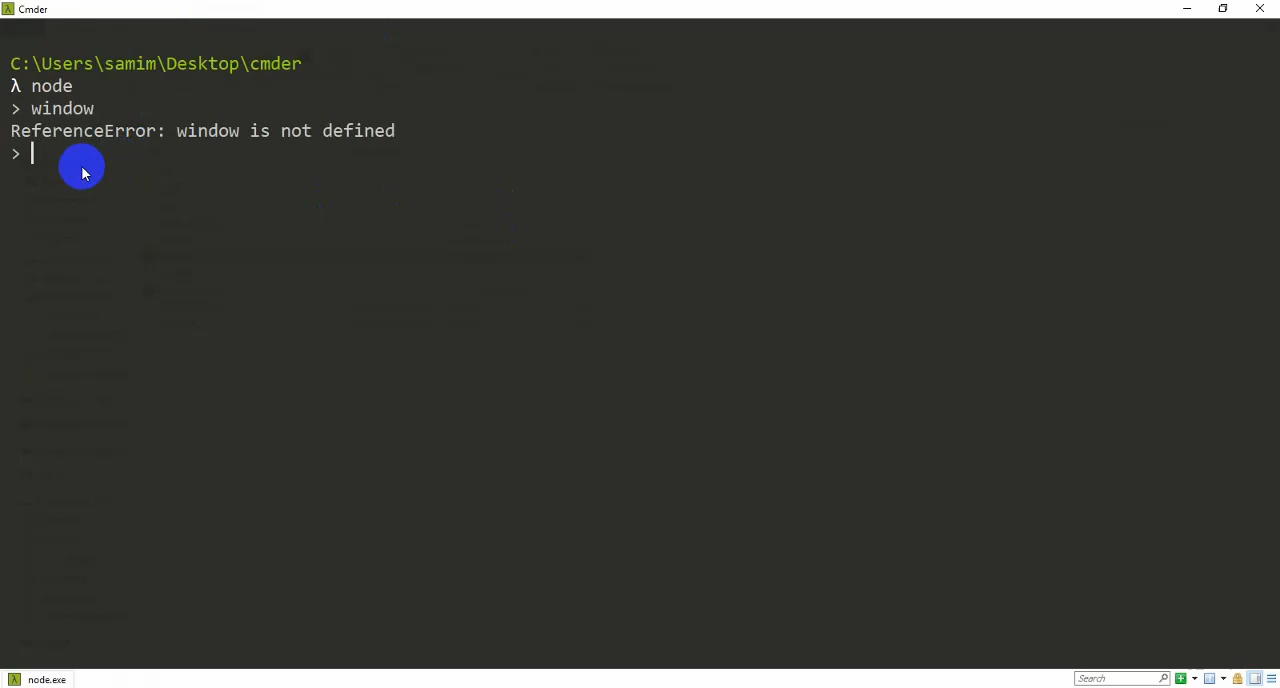 Cmder
C:\Users\samim\Desktop\cmder
λ node
> window
ReferenceError: window is not defined
>
node.exe
Search